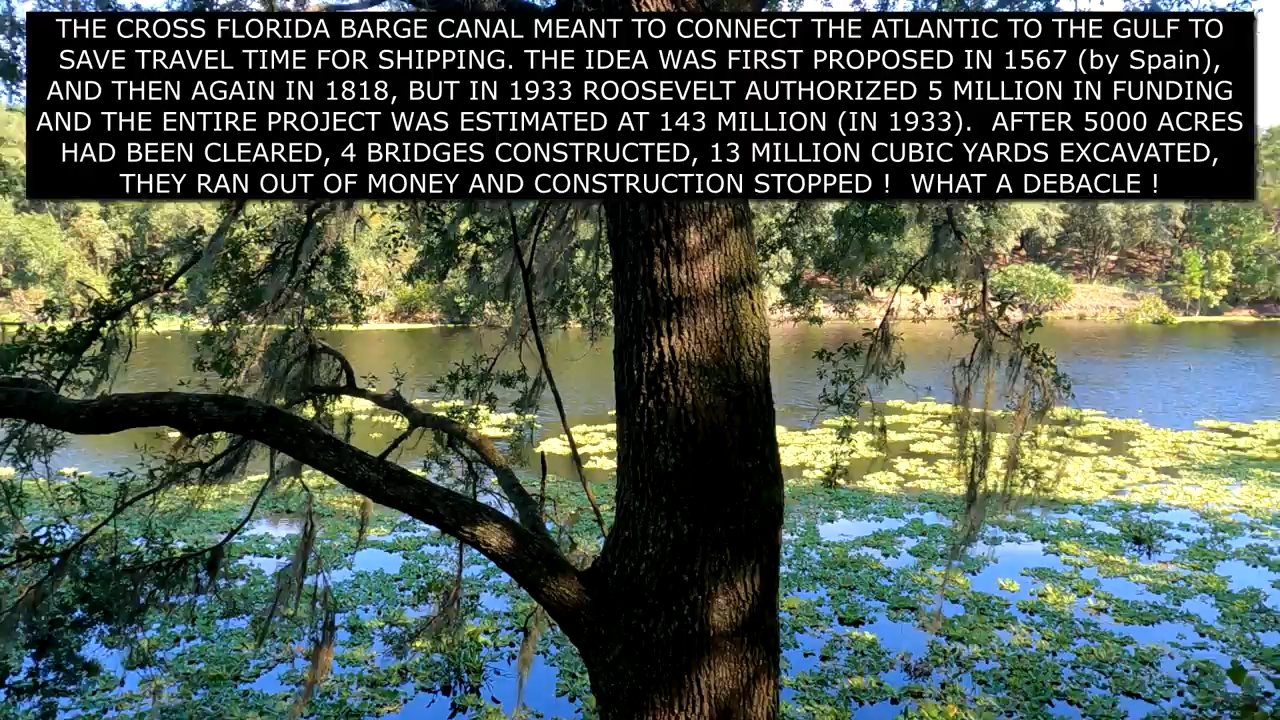 THE CROSS FLORIDA BARGE CANAL MEANT TO CONNECT THE ATLANTIC TO THE GULF TO
SAVE TRAVEL TIME FOR SHIPPING. THE IDEA WAS FIRST PROPOSED IN 1567 (by Spain),
AND THEN AGAIN IN 1818, BUT IN 1933 ROOSEVELT AUTHORIZED 5 MILLION IN FUNDING
AND THE ENTIRE PROJECT WAS ESTIMATED AT 143 MILLION (IN 1933).  AFTER 5000 ACRES
HAD BEEN CLEARED, 4 BRIDGES CONSTRUCTED, 13 MILLION CUBIC YARDS EXCAVATED,
THEY RAN OUT OF MONEY AND CONSTRUCTION STOPPED !  WHAT A DEBACLE !